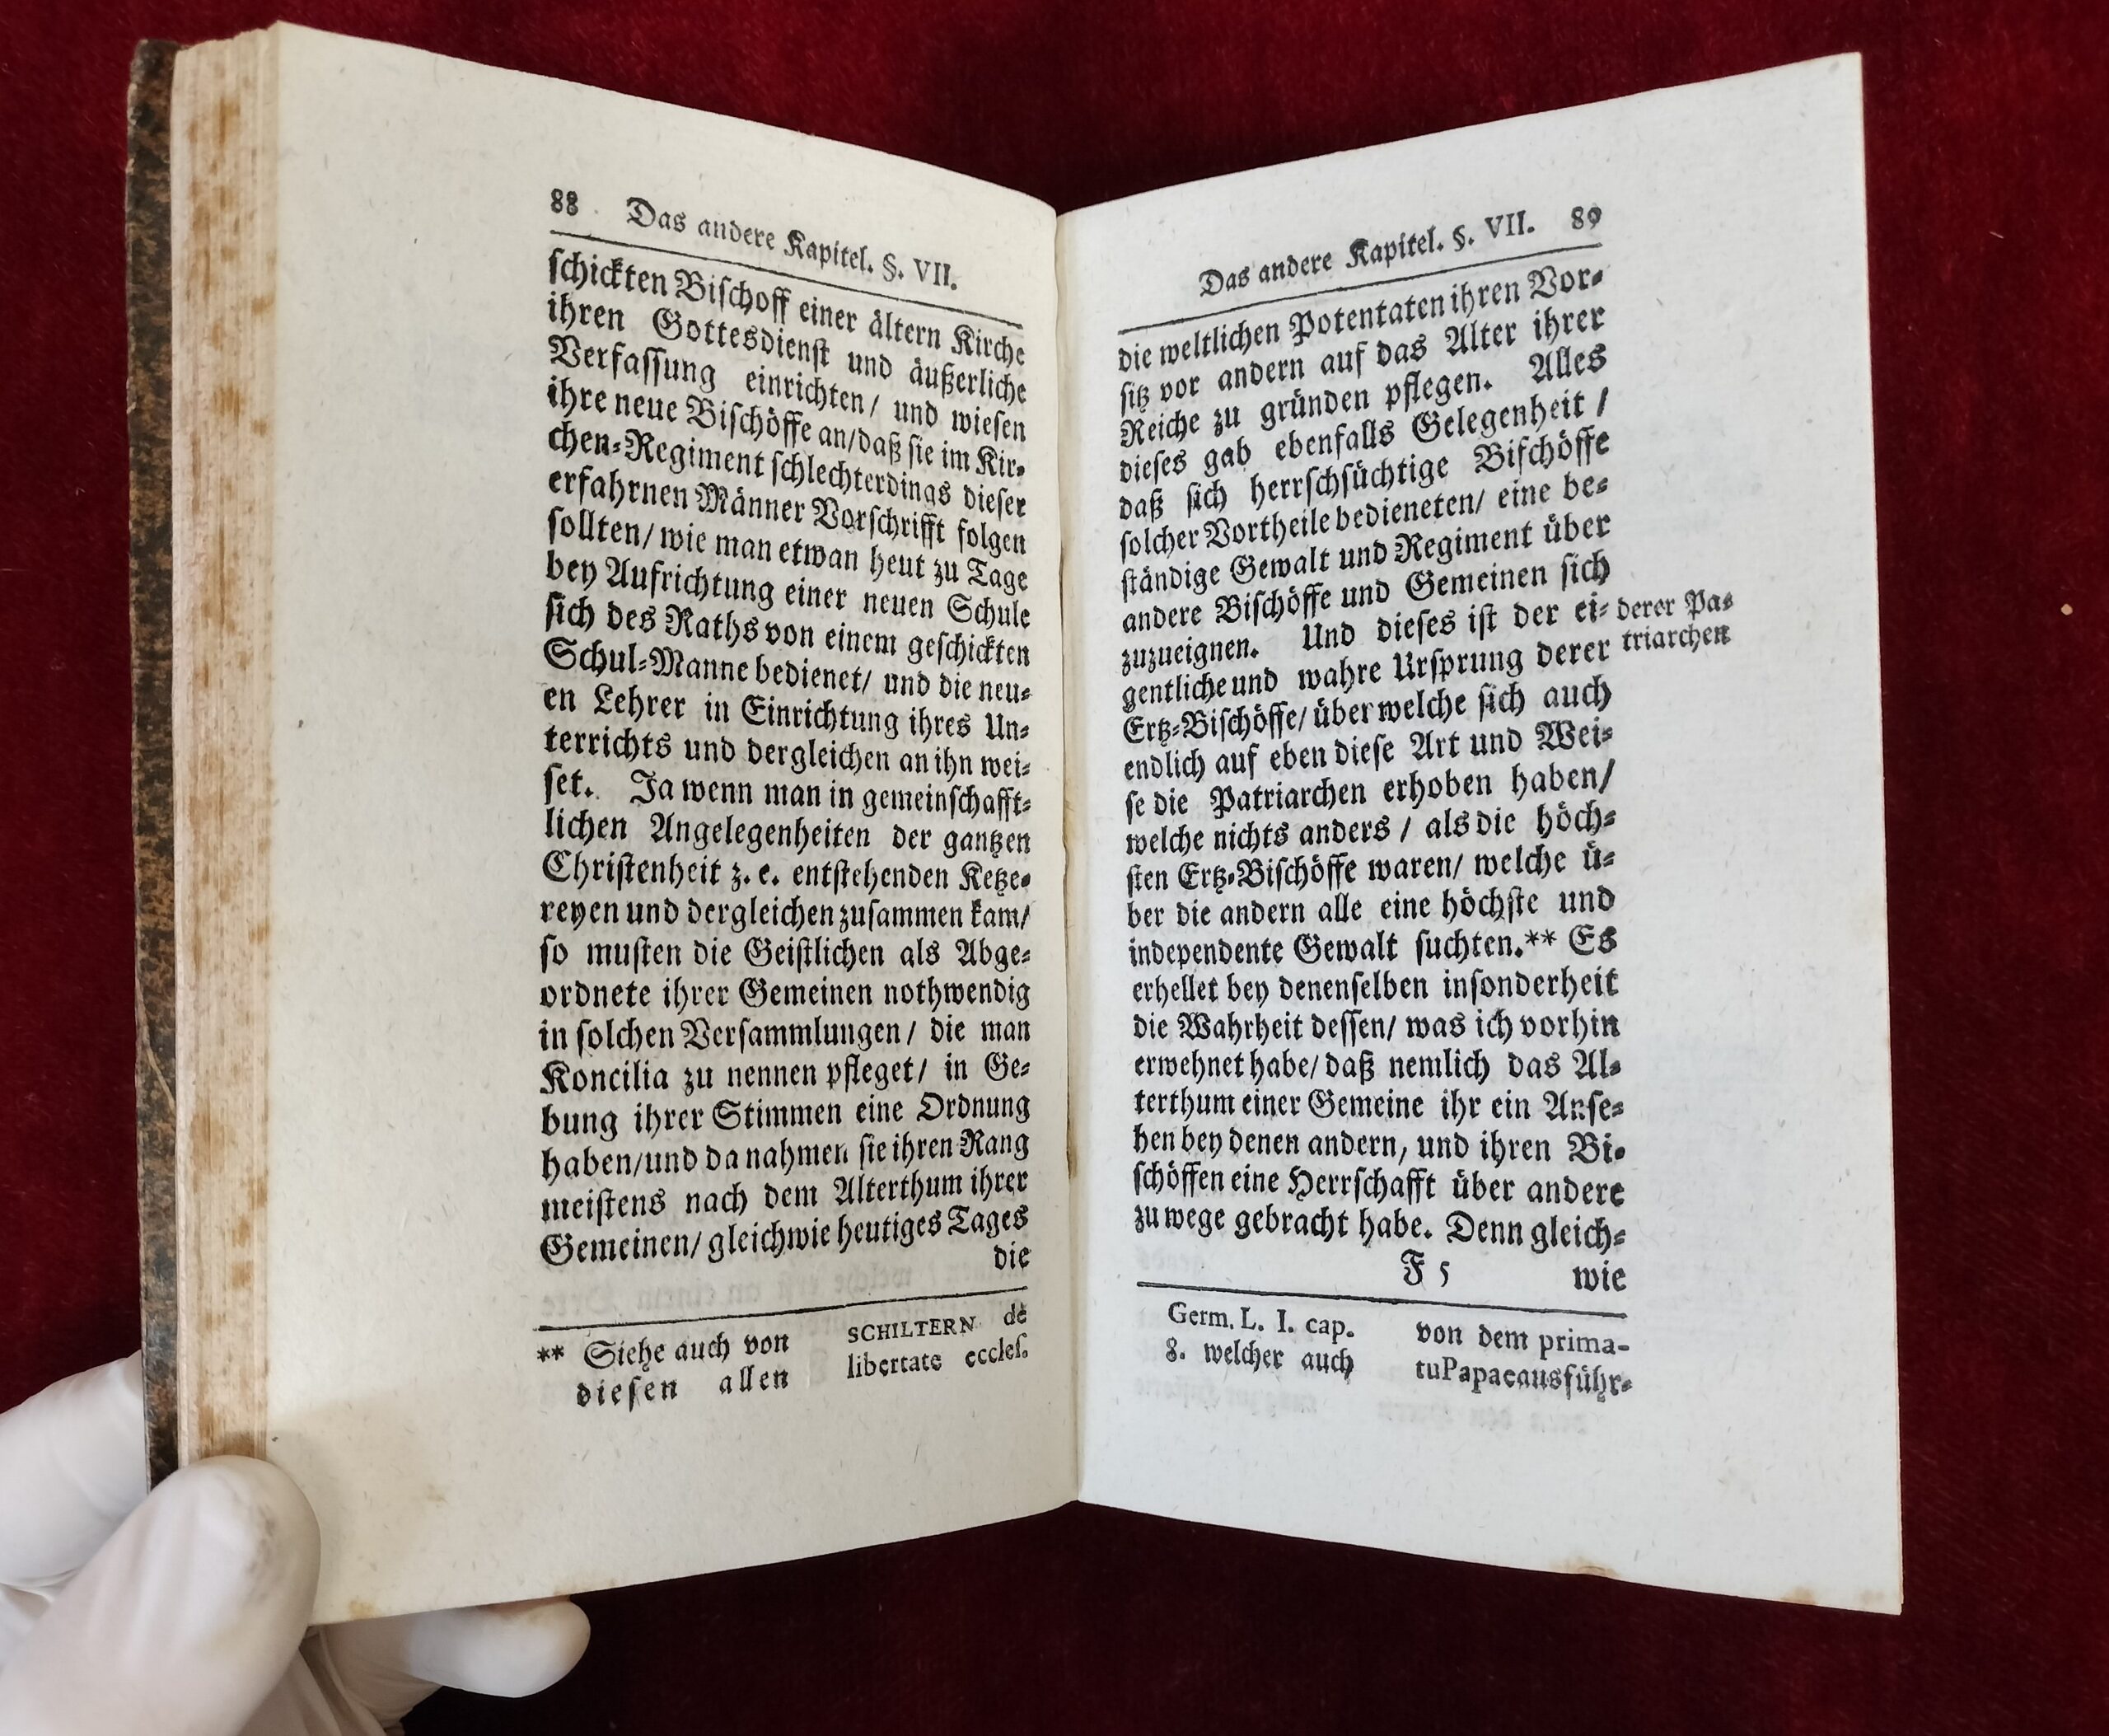 88 Das andere Kapitel. §. VII.
ſchickten Biſchoff einer ältern Kirche
ihren Gottesdienſt und äußerliche
Verfaſſung einrichten/ und wieſen
ihre neue Biſchöffe an/daß ſie im Kir-
chen-Regiment ſchlechterdings dieſer
erfahrnen Männer Vorſchrifft folgen
ſollten/ wie man etwan heut zu Tage
bey Aufrichtung einer neuen Schule
ſich des Raths von einem geſchickten
Schul-Manne bedienet/ und die neu-
en Lehrer in Einrichtung ihres Un-
terrichts und dergleichen an ihn wei-
ſet. Ja wenn man in gemeinſchafft-
lichen Angelegenheiten der gantzen
Chriſtenheit z. e. entſtehenden Ketze-
reyen und dergleichen zuſammen kam/
ſo muſten die Geiſtlichen als Abge-
ordnete ihrer Gemeinen nothwendig
in ſolchen Verſammlungen/ die man
Koncilia zu nennen pfleget/ in Ge-
bung ihrer Stimmen eine Ordnung
haben/und da nahmen ſie ihren Rang
meiſtens nach dem Alterthum ihrer
Gemeinen/ gleichwie heutiges Tages
die
** Siehe auch von
dieſen allen
SCHILTERN de
libertate eccleſ.
Das andere Kapitel. §. VII. 89
die weltlichen Potentaten ihren Vor-
ſitz vor andern auf das Alter ihrer
Reiche zu gründen pflegen. Alles
dieſes gab ebenfalls Gelegenheit /
daß ſich herrſchſüchtige Biſchöffe
ſolcher Vortheile bedieneten/ eine be-
ſtändige Gewalt und Regiment über
andere Biſchöffe und Gemeinen ſich
zuzueignen. Und dieſes iſt der ei-
gentliche und wahre Urſprung derer
derer Pa-
triarchen
Ertz-Biſchöffe/ über welche ſich auch
endlich auf eben dieſe Art und Wei-
ſe die Patriarchen erhoben haben/
welche nichts anders / als die höch-
ſten Ertz-Biſchöffe waren/ welche ü-
ber die andern alle eine höchſte und
independente Gewalt ſuchten.** Es
erhellet bey denenſelben inſonderheit
die Wahrheit deſſen/ was ich vorhin
erwehnet habe/ daß nemlich das Al-
terthum einer Gemeine ihr ein Anſe-
hen bey denen andern, und ihren Bi-
ſchöffen eine Herrſchafft über andere
zu wege gebracht habe. Denn gleich-
F 5 wie
Germ. L. I. cap.
8. welcher auch
von dem prima-
tu Papae ausführ-